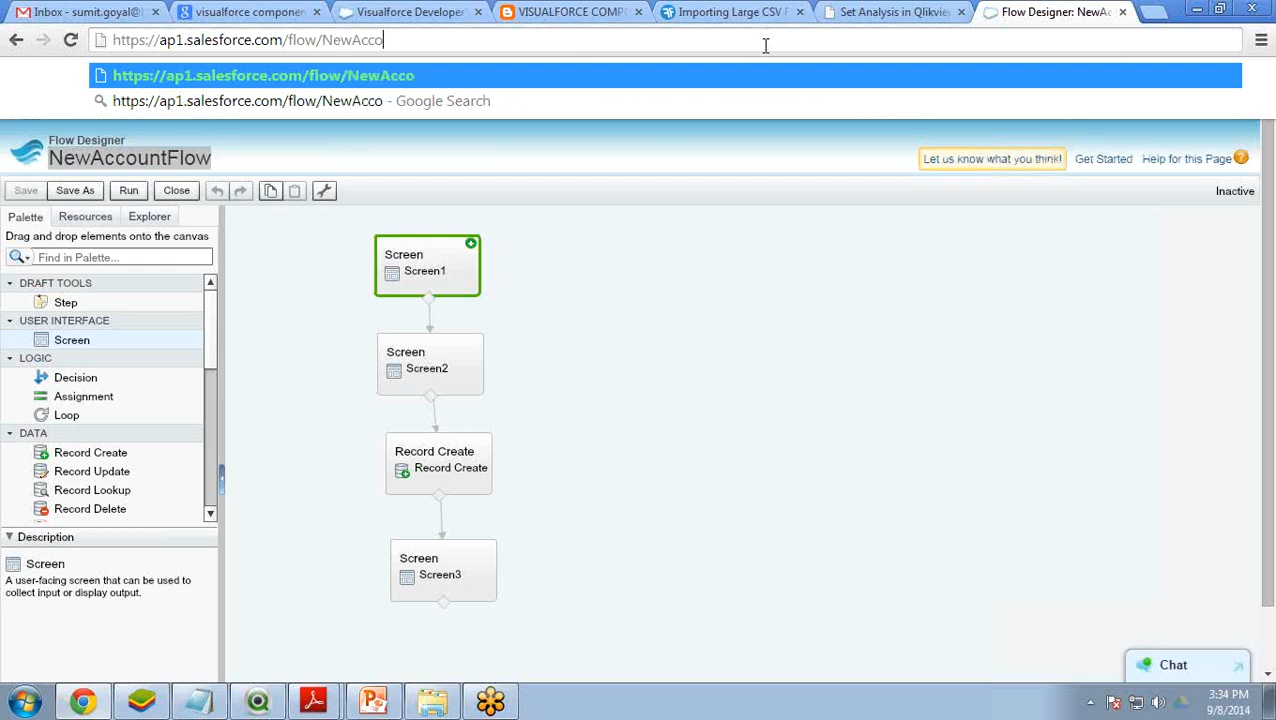 Inbox - sumit.goyal@
visualforce componen
Visualforce Developer'
VISUALFORCE COMP
Importing Large CSV F
Set Analysis in Qlikvie
Flow Designer: NewAc
https://ap1.salesforce.com/flow/NewAcco
https://ap1.salesforce.com/flow/NewAcco
https://ap1.salesforce.com/flow/NewAcco - Google Search
Flow Designer
NewAccountFlow
Let us know what you think!
Get Started
Help for this Page
Save
Save As
Run
Close
Inactive
Palette
Resources
Explorer
Drag and drop elements onto the canvas
Find in Palette...
DRAFT TOOLS
Step
USER INTERFACE
Screen
LOGIC
Decision
Assignment
Loop
DATA
Record Create
Record Update
Record Lookup
Record Delete
Description
Screen
A user-facing screen that can be used to
collect input or display output.
Screen
Screen1
Screen
Screen2
Record Create
Record Create
Screen
Screen3
Chat
3:34 PM
9/8/2014